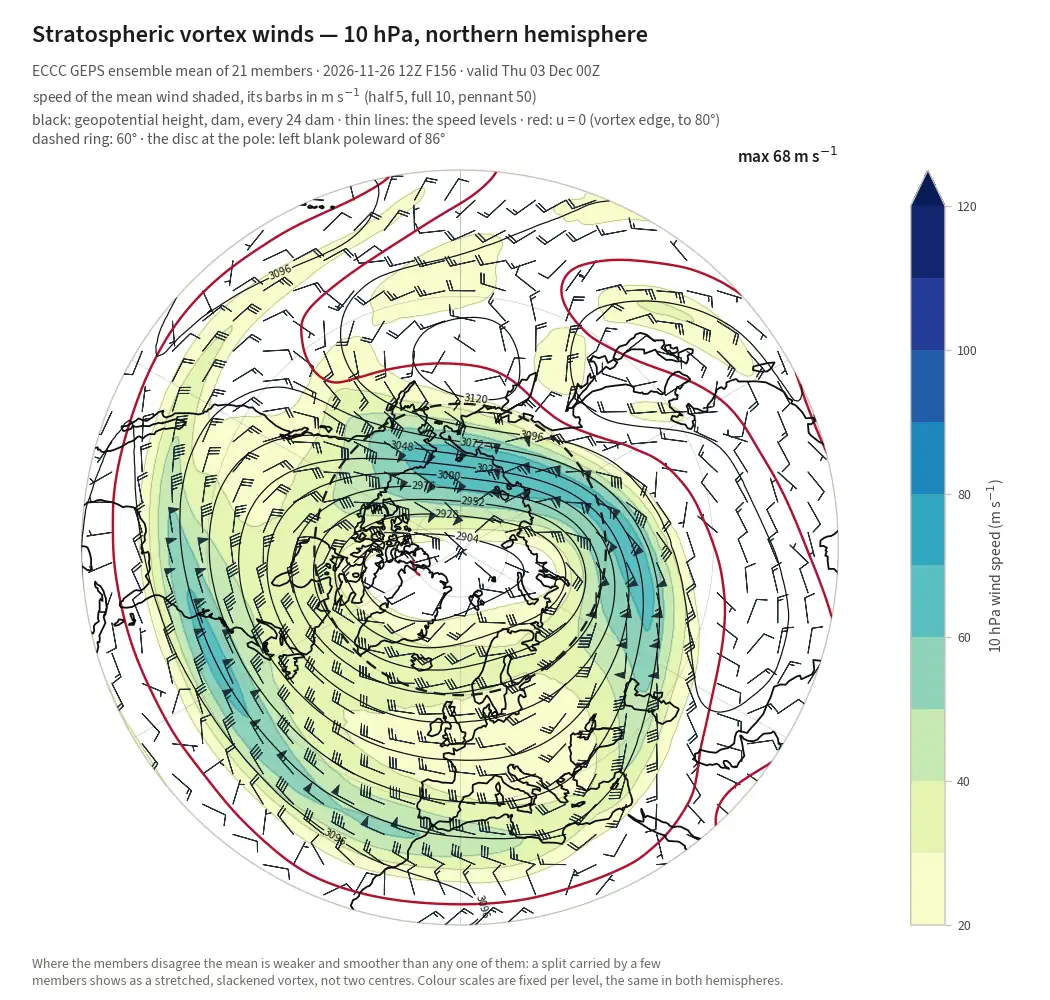 Stratospheric vortex winds — 10 hPa, northern hemisphere
ECCC GEPS ensemble mean of 21 members · 2026-11-26 12Z F156 · valid Thu 03 Dec 00Z
speed of the mean wind shaded, its barbs in m s⁻¹ (half 5, full 10, pennant 50)
black: geopotential height, dam, every 24 dam · thin lines: the speed levels · red: u = 0 (vortex edge, to 80°)
dashed ring: 60° · the disc at the pole: left blank poleward of 86°
max 68 m s⁻¹
120
100
80
60
40
20
10 hPa wind speed (m s⁻¹)
3096
3120
3096
3048
3072
3000
2952
2928
2904
3096
3096
Where the members disagree the mean is weaker and smoother than any one of them: a split carried by a few
members shows as a stretched, slackened vortex, not two centres. Colour scales are fixed per level, the same in both hemispheres.